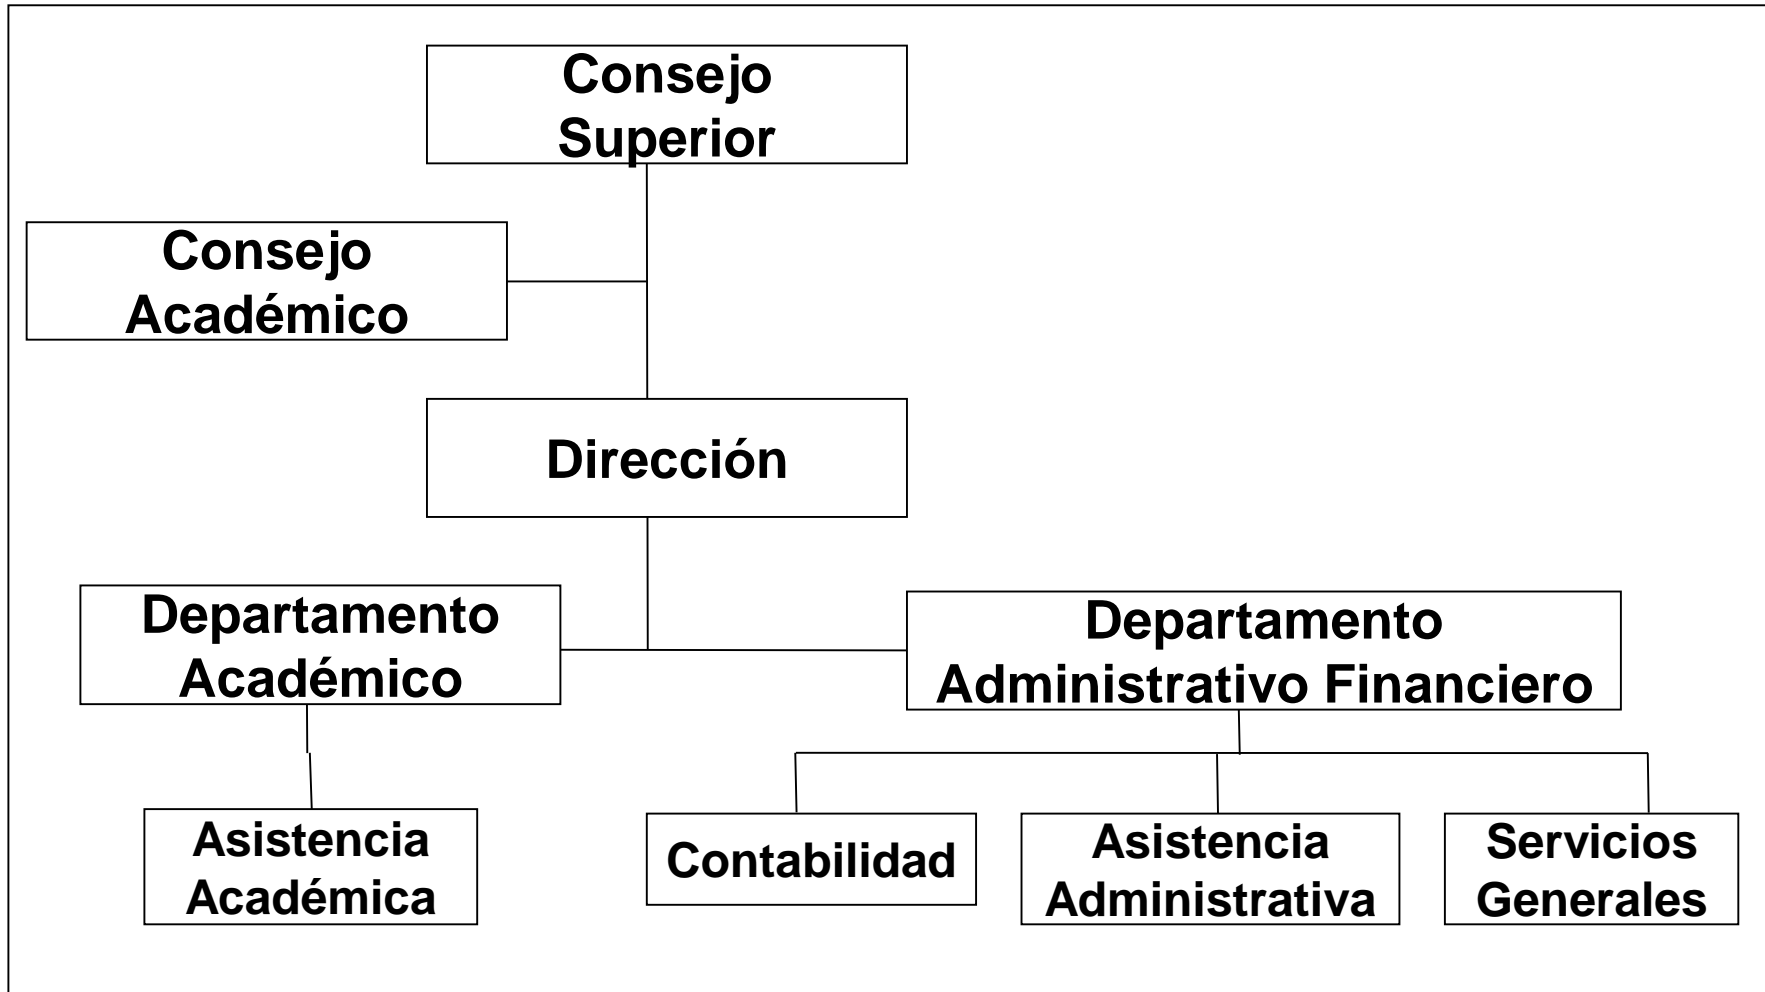 Consejo
Superior
Consejo
Académico
Dirección
Departamento
Académico
Departamento
Administrativo Financiero
Asistencia
Académica
Contabilidad
Asistencia
Administrativa
Servicios
Generales